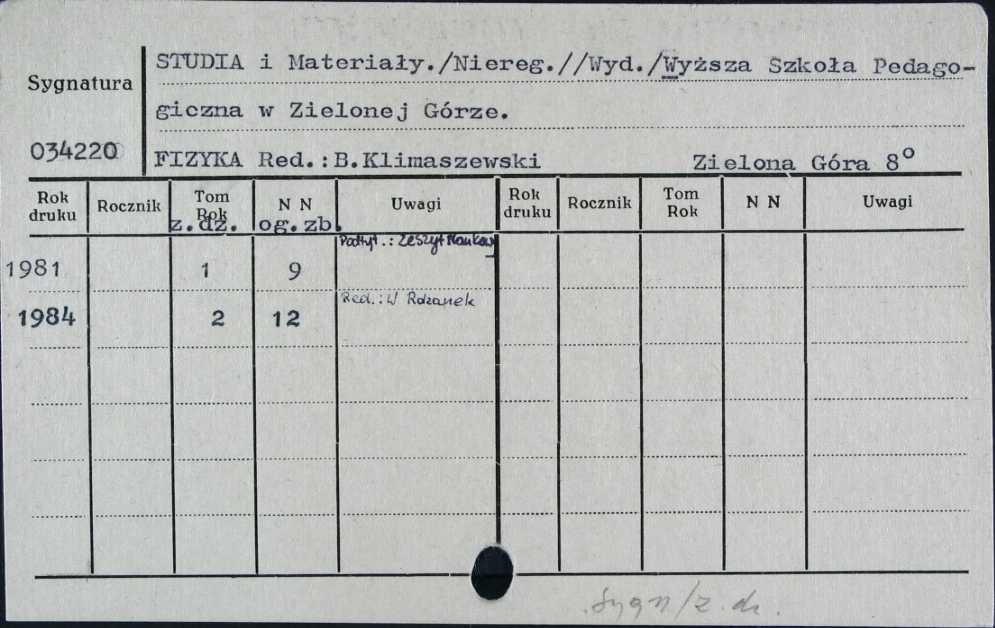 STUDIA i Materiały./Niereg.//Wyd./Wyższa Szkoła Pedago-
Sygnatura
giczna w Zielonej Górze.
034220
FIZYKA Red.:B.Klimaszewski Zielona Góra 8°
Rok druku Rocznik Tom Rok N N Uwagi Rok druku Rocznik Tom Rok N N Uwagi
z.dz. og.zb.
Podtyt.: Zeszyt Naukowy
1981 1 9
Red.: W Rozanek
1984 2 12
Sygn/z.